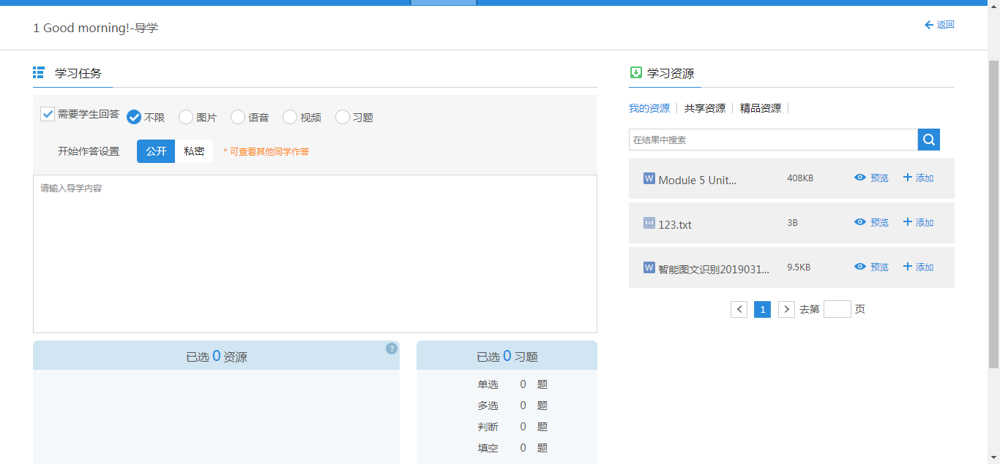 1 Good morning!-导学
返回
学习任务
需要学生回答 不限 图片 语音 视频 习题
开始作答设置 公开 私密 * 可查看其他同学作答
请输入导学内容
已选 0 资源 ?
已选 0 习题
单选 0 题
多选 0 题
判断 0 题
填空 0 题
学习资源
我的资源 共享资源 精品资源
在结果中搜索
W Module 5 Unit... 408KB 预览 添加
123.txt 3B 预览 添加
W 智能图文识别2019031... 9.5KB 预览 添加
1 去第 页